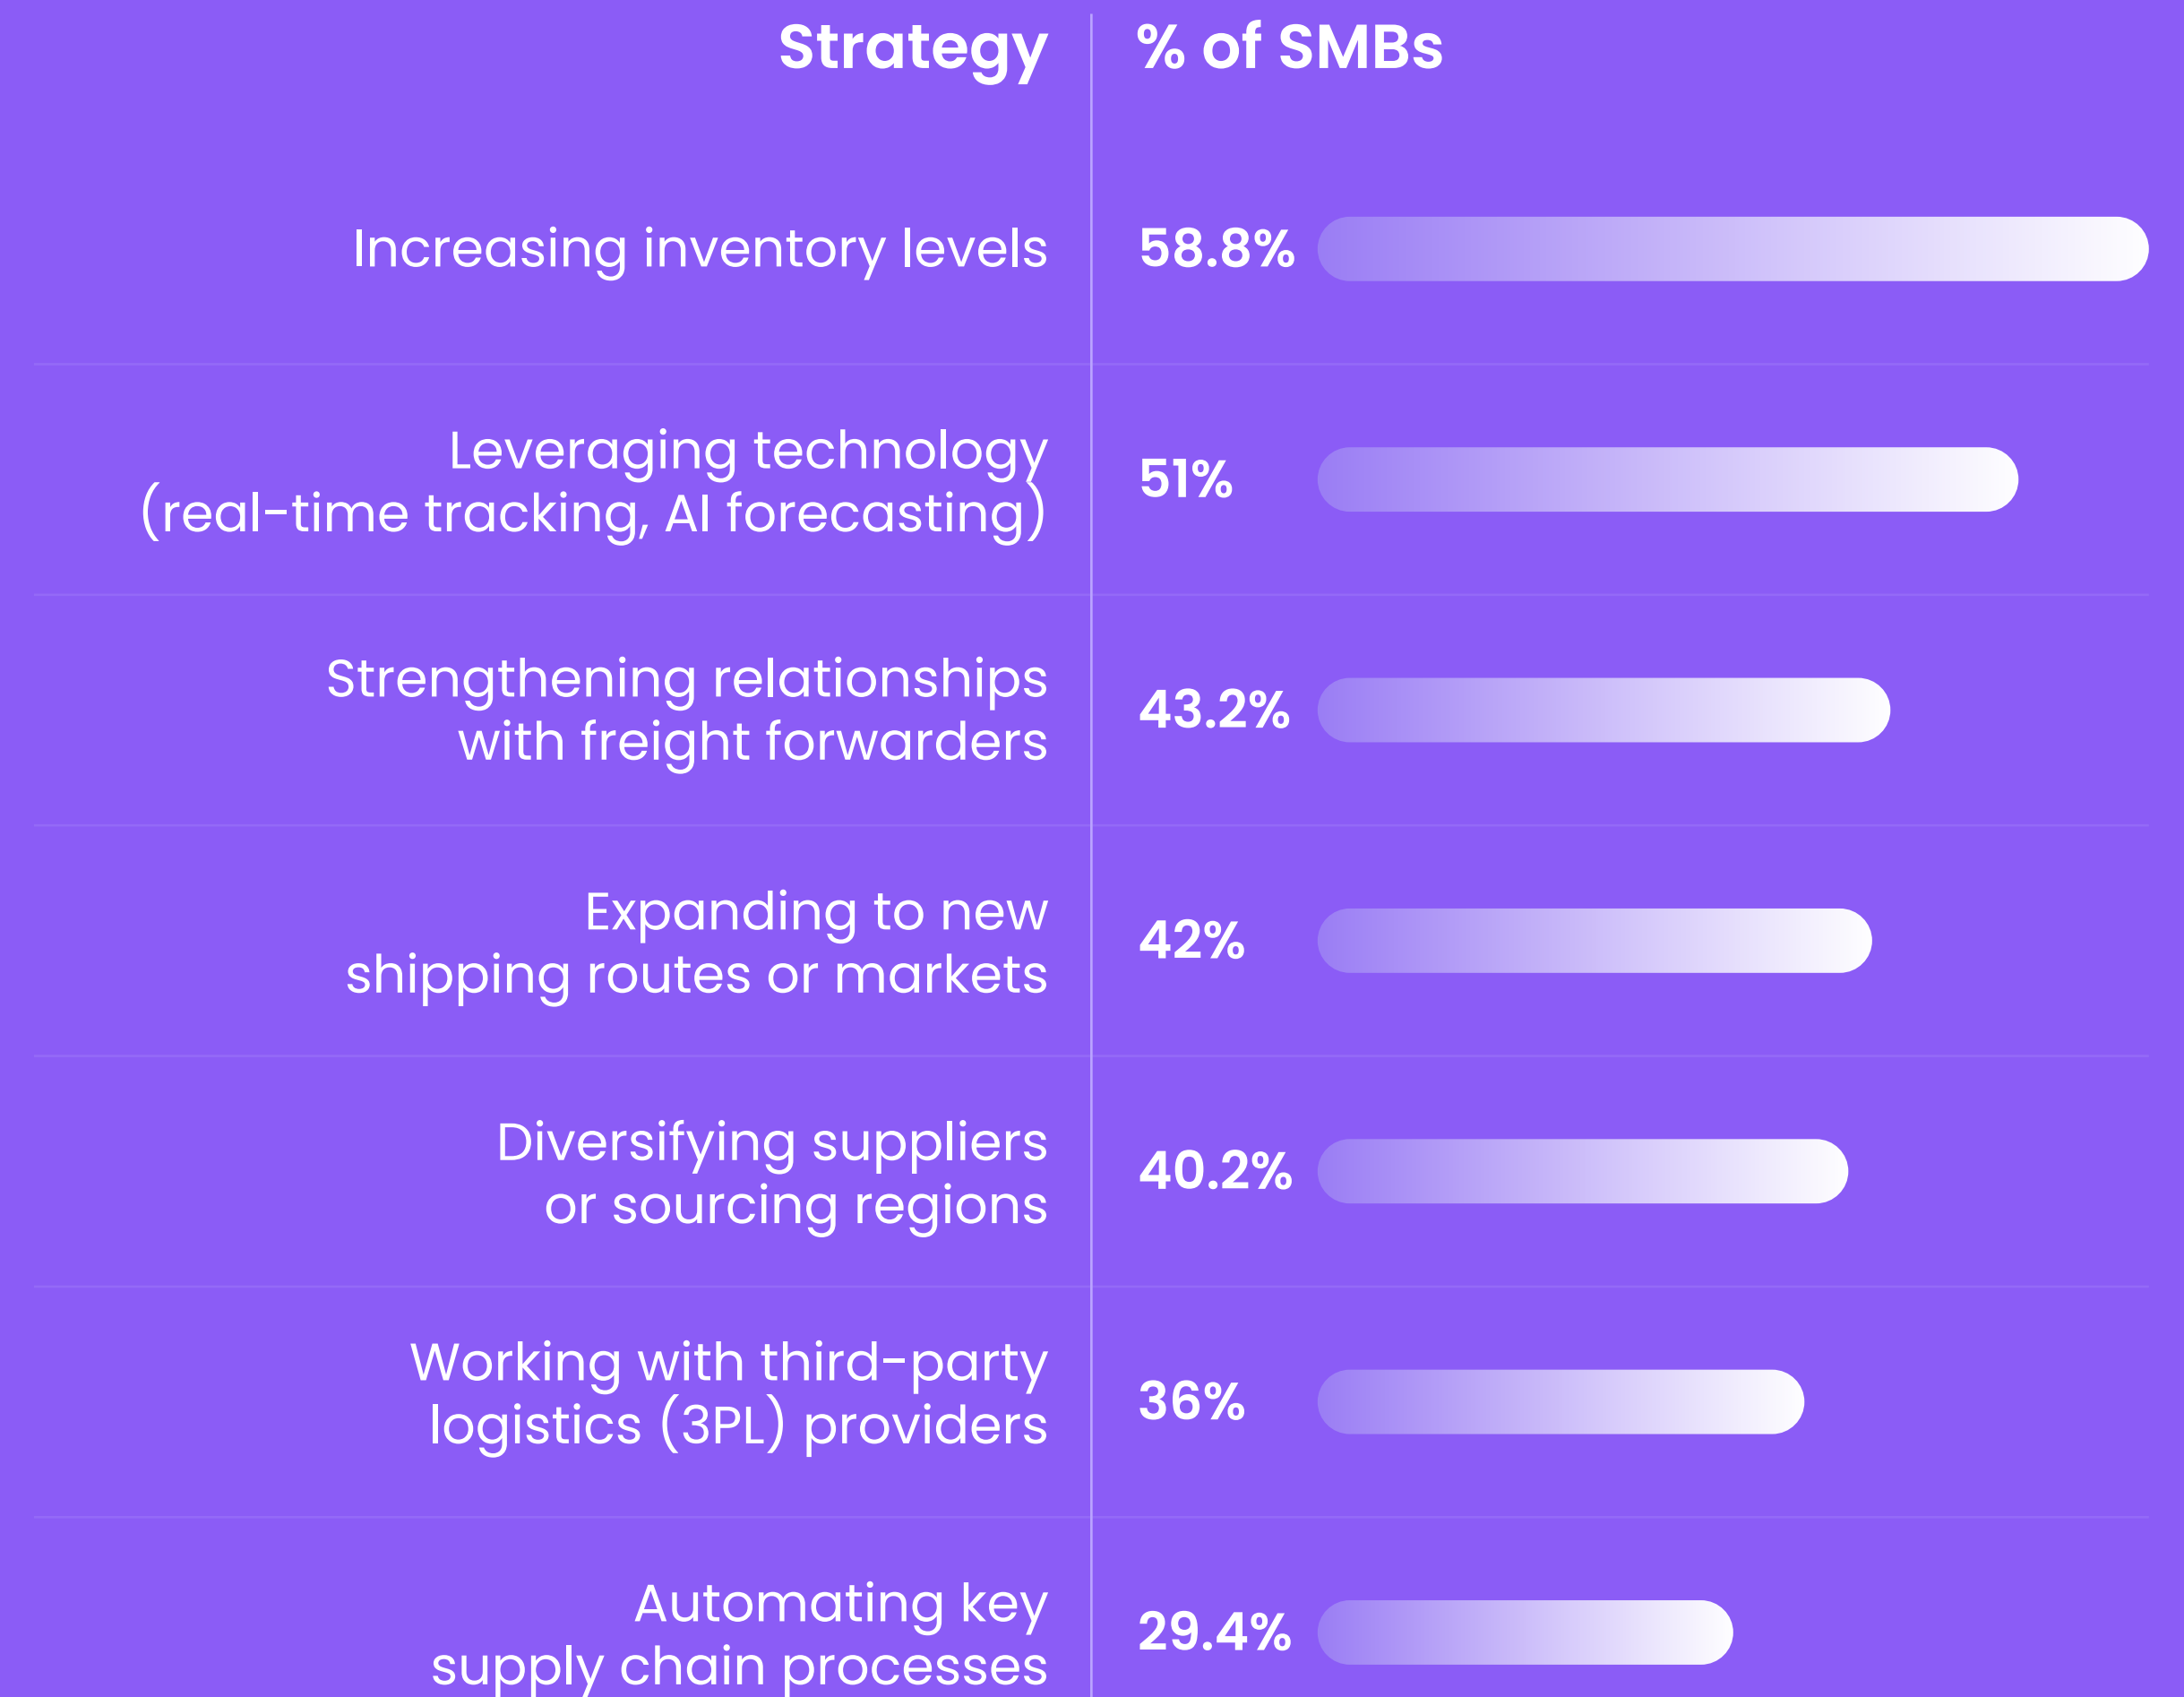 Strategy % of SMBs
Increasing inventory levels 58.8%
Leveraging technology
(real-time tracking, AI forecasting) 51%
Strengthening relationships
with freight forwarders 43.2%
Expanding to new
shipping routes or markets 42%
Diversifying suppliers
or sourcing regions 40.2%
Working with third-party
logistics (3PL) providers 36%
Automating key
supply chain processes 29.4%